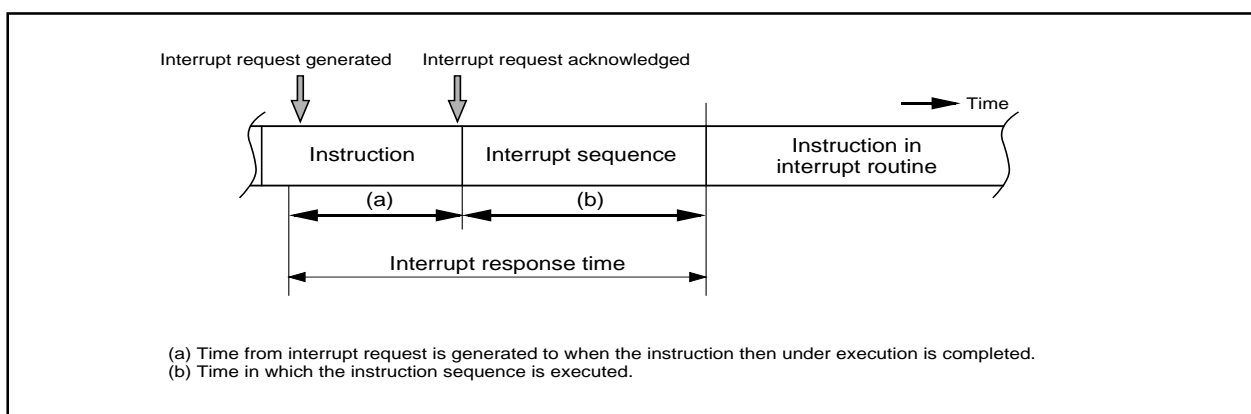 Interrupt request generated
Interrupt request acknowledged
Time
Instruction
Interrupt sequence
Instruction in
interrupt routine
(a)
(b)
Interrupt response time
(a) Time from interrupt request is generated to when the instruction then under execution is completed.
(b) Time in which the instruction sequence is executed.